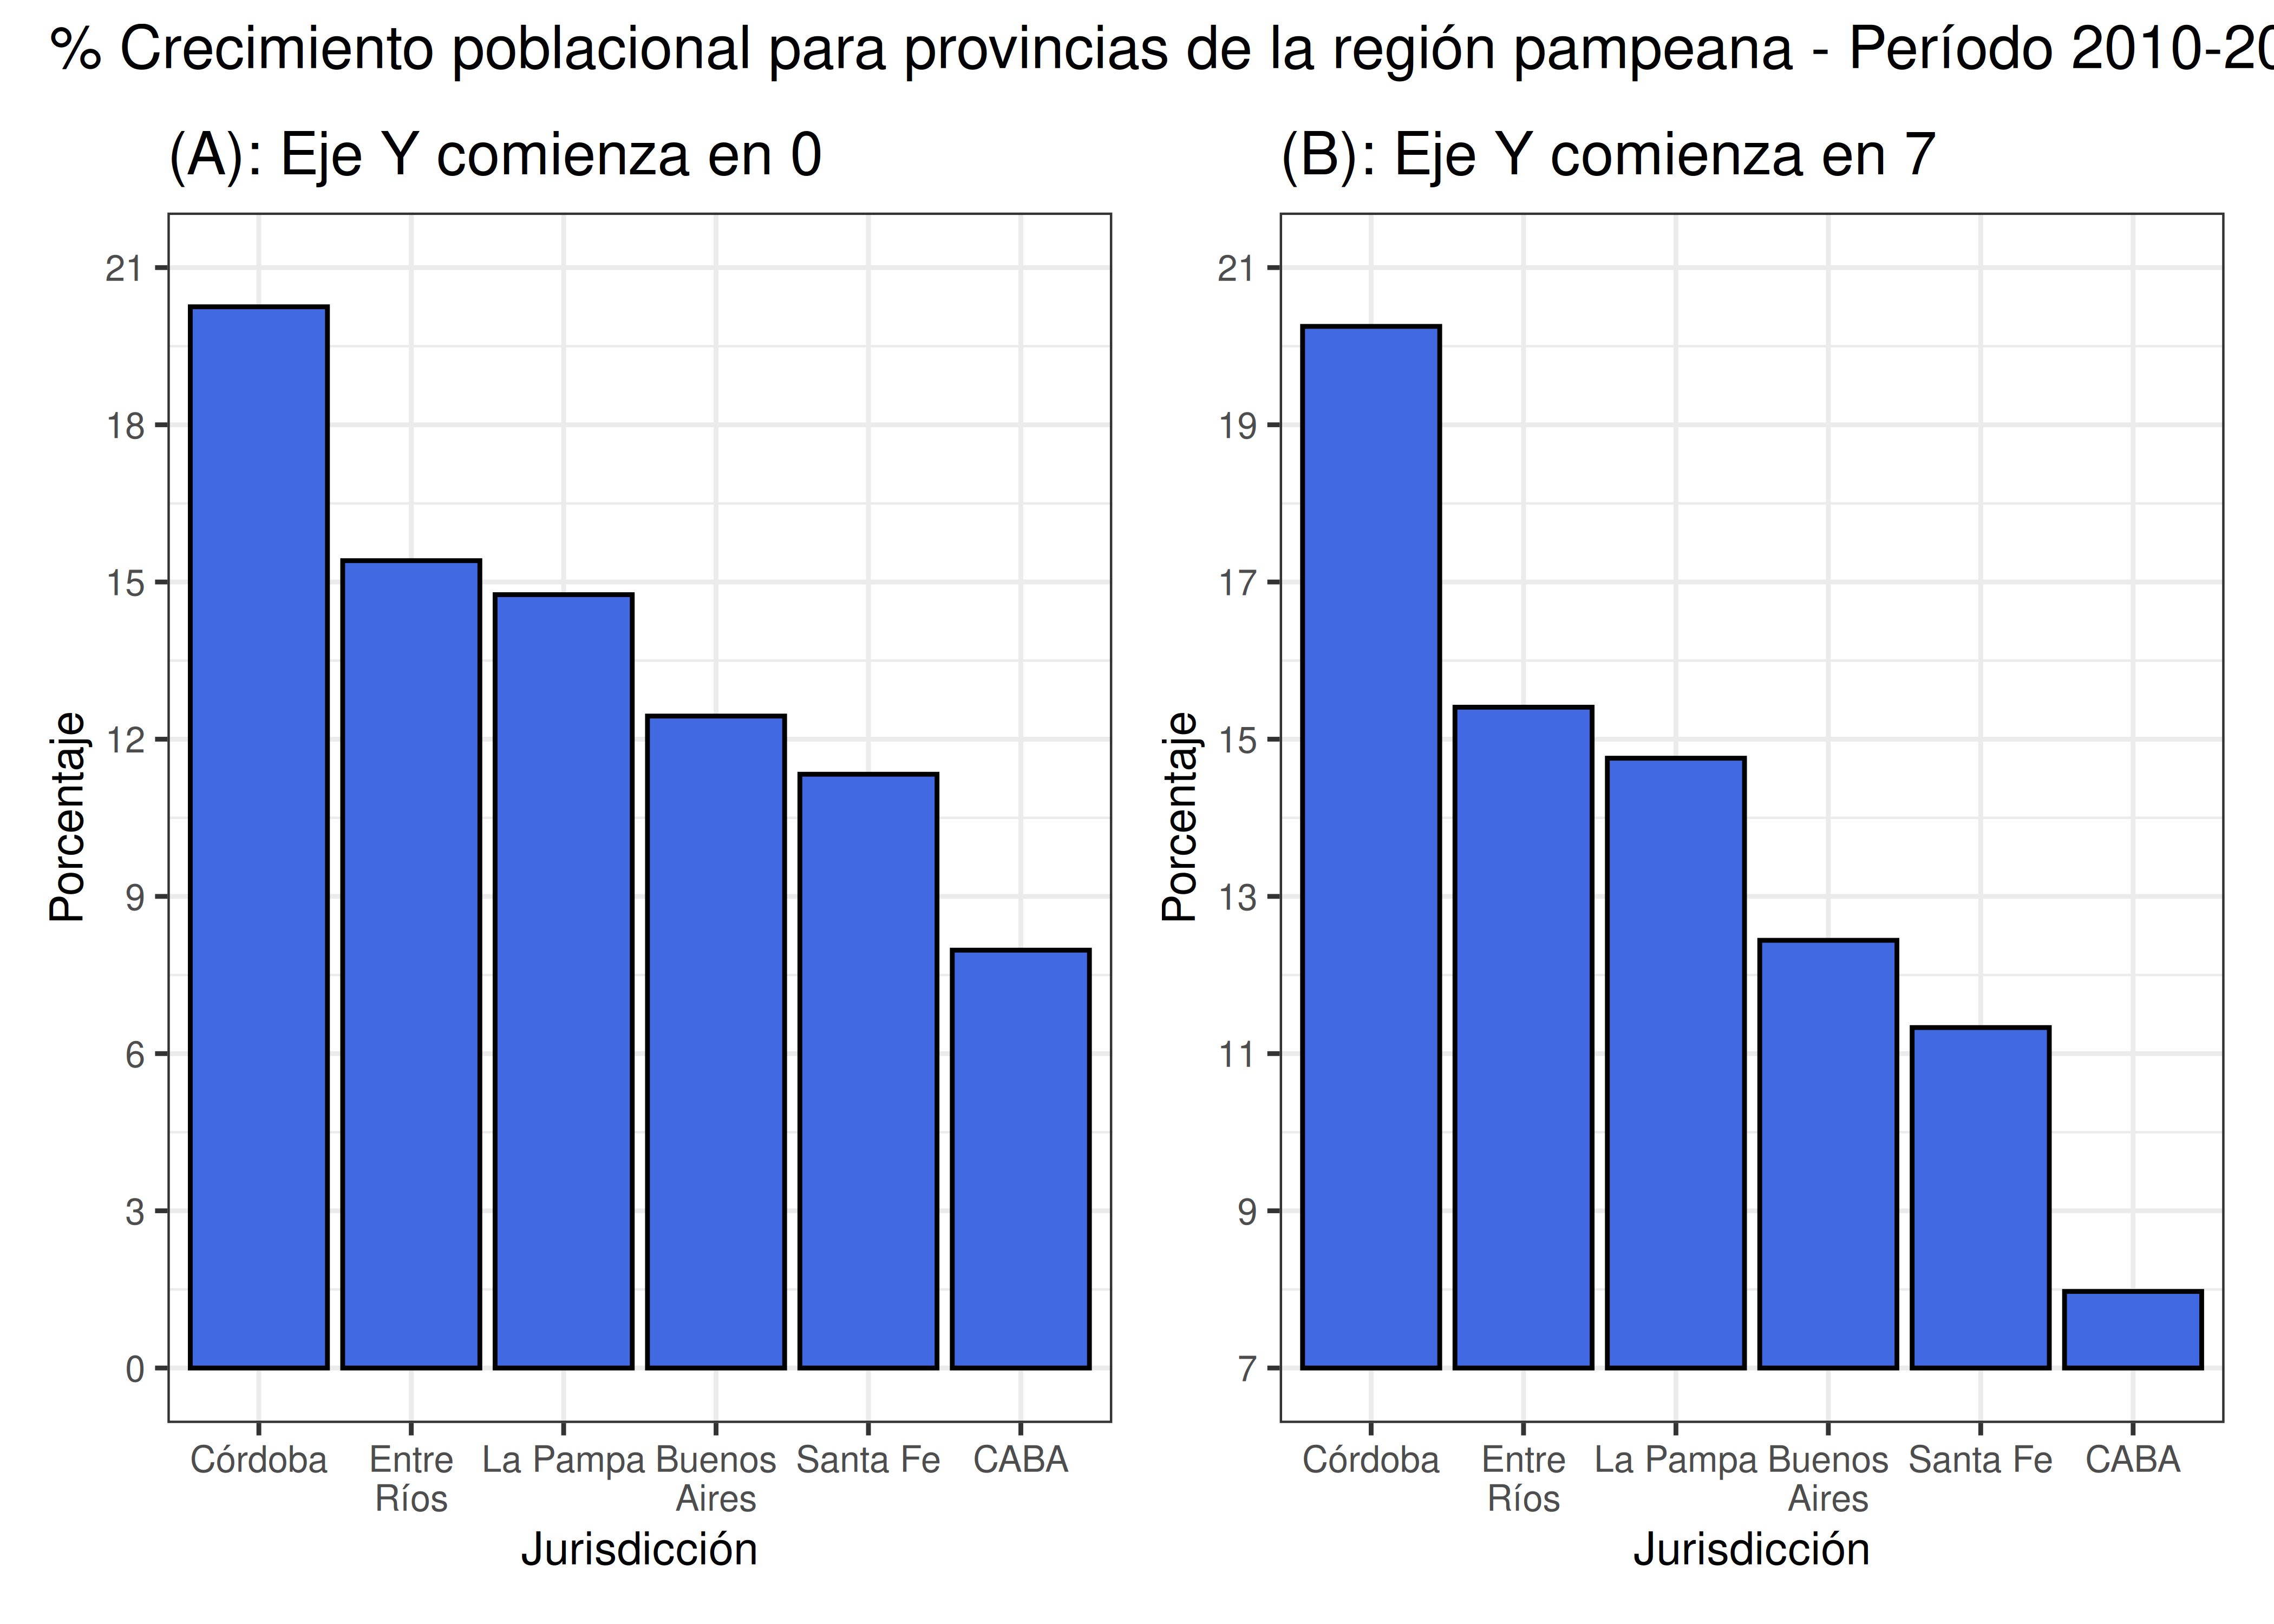 % Crecimiento poblacional para provincias de la región pampeana - Período 2010-20
(A): Eje Y comienza en 0
21
18
15
12
9
6
3
0
Porcentaje
Córdoba
Entre
Ríos
La Pampa
Buenos
Aires
Santa Fe
CABA
Jurisdicción
(B): Eje Y comienza en 7
21
19
17
15
13
11
9
7
Porcentaje
Córdoba
Entre
Ríos
La Pampa
Buenos
Aires
Santa Fe
CABA
Jurisdicción